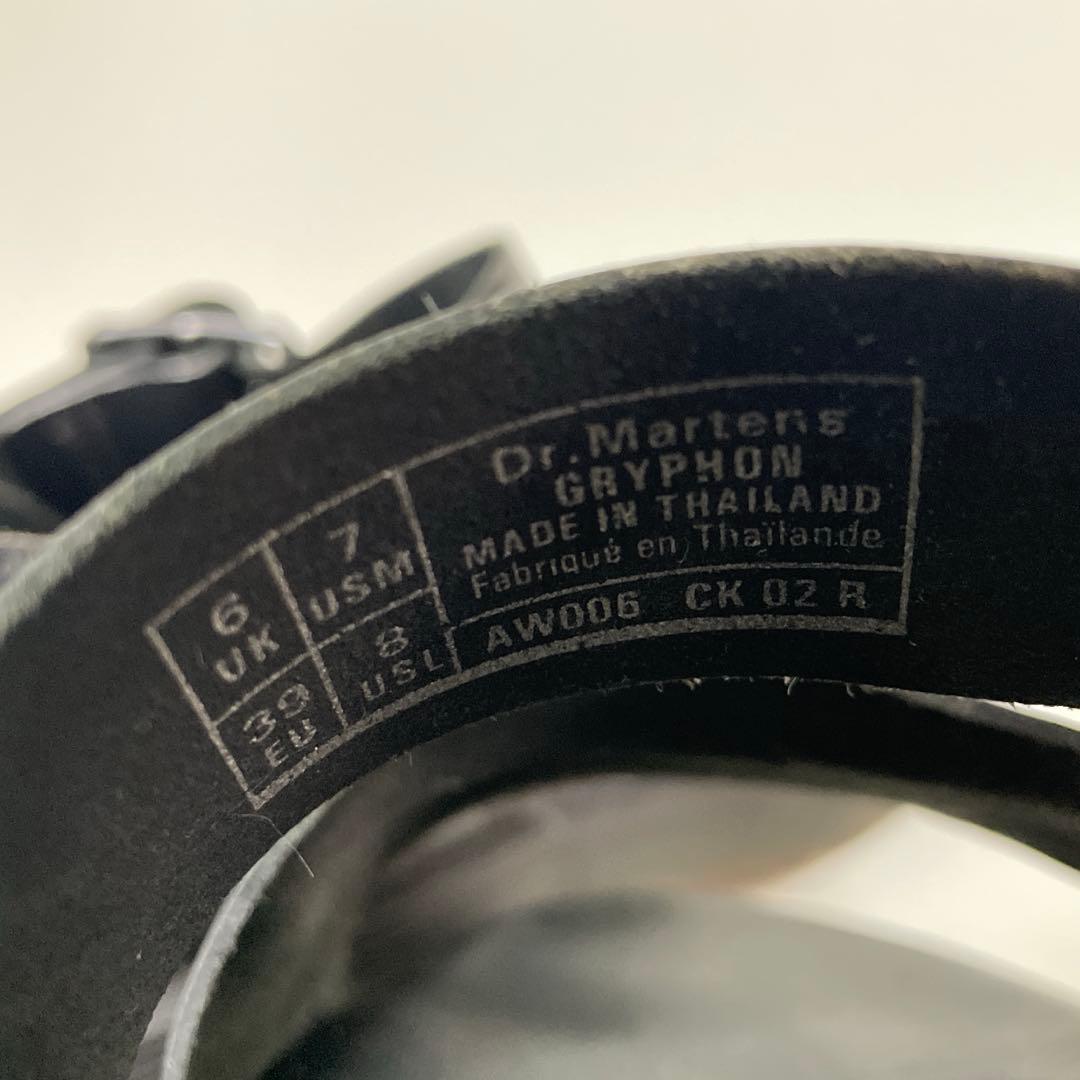 6
UK
7
USM
39
EU
8
USL
Dr. Martens
GRYPHON
MADE IN THAILAND
Fabriqué en Thaïlande
AW006 CK 02 R